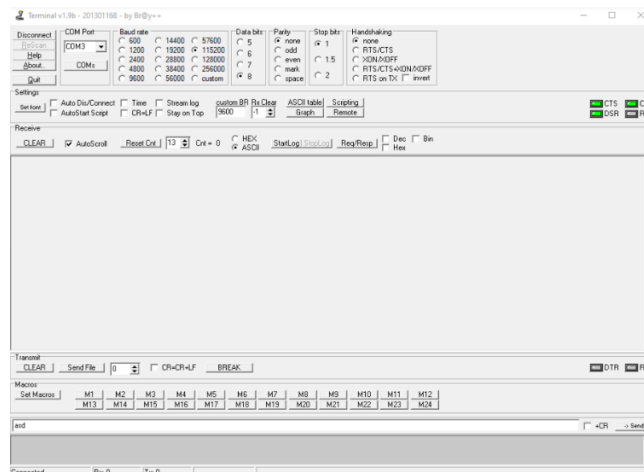 Terminal v1.9b - 20130116ß - by Br@y++
Disconnect
ReScan
Help
About..
Quit
COM Port
COM3
COMs
Baud rate
600 14400 57600
1200 19200 115200
2400 28800 128000
4800 38400 256000
9600 56000 custom
Data bits
5
6
7
8
Parity
none
odd
even
mark
space
Stop bits
1
1.5
2
Handshaking
none
RTS/CTS
XON/XOFF
RTS/CTS+XON/XOFF
RTS on TX invert
Settings
Set font
Auto Dis/Connect Time Stream log
AutoStart Script CR=LF Stay on Top
custom BR Rx Clear
9600 -1
ASCII table Scripting
Graph Remote
CTS
DSR
Receive
CLEAR AutoScroll Reset Cnt 13 Cnt = 0
HEX
ASCII
StartLog StopLog Req/Resp
Dec Bin
Hex
Transmit
CLEAR Send File 0 CR=CR+LF BREAK DTR
Macros
Set Macros M1 M2 M3 M4 M5 M6 M7 M8 M9 M10 M11 M12
M13 M14 M15 M16 M17 M18 M19 M20 M21 M22 M23 M24
asd +CR -> Send
Connected Rx: 0 Tx: 0